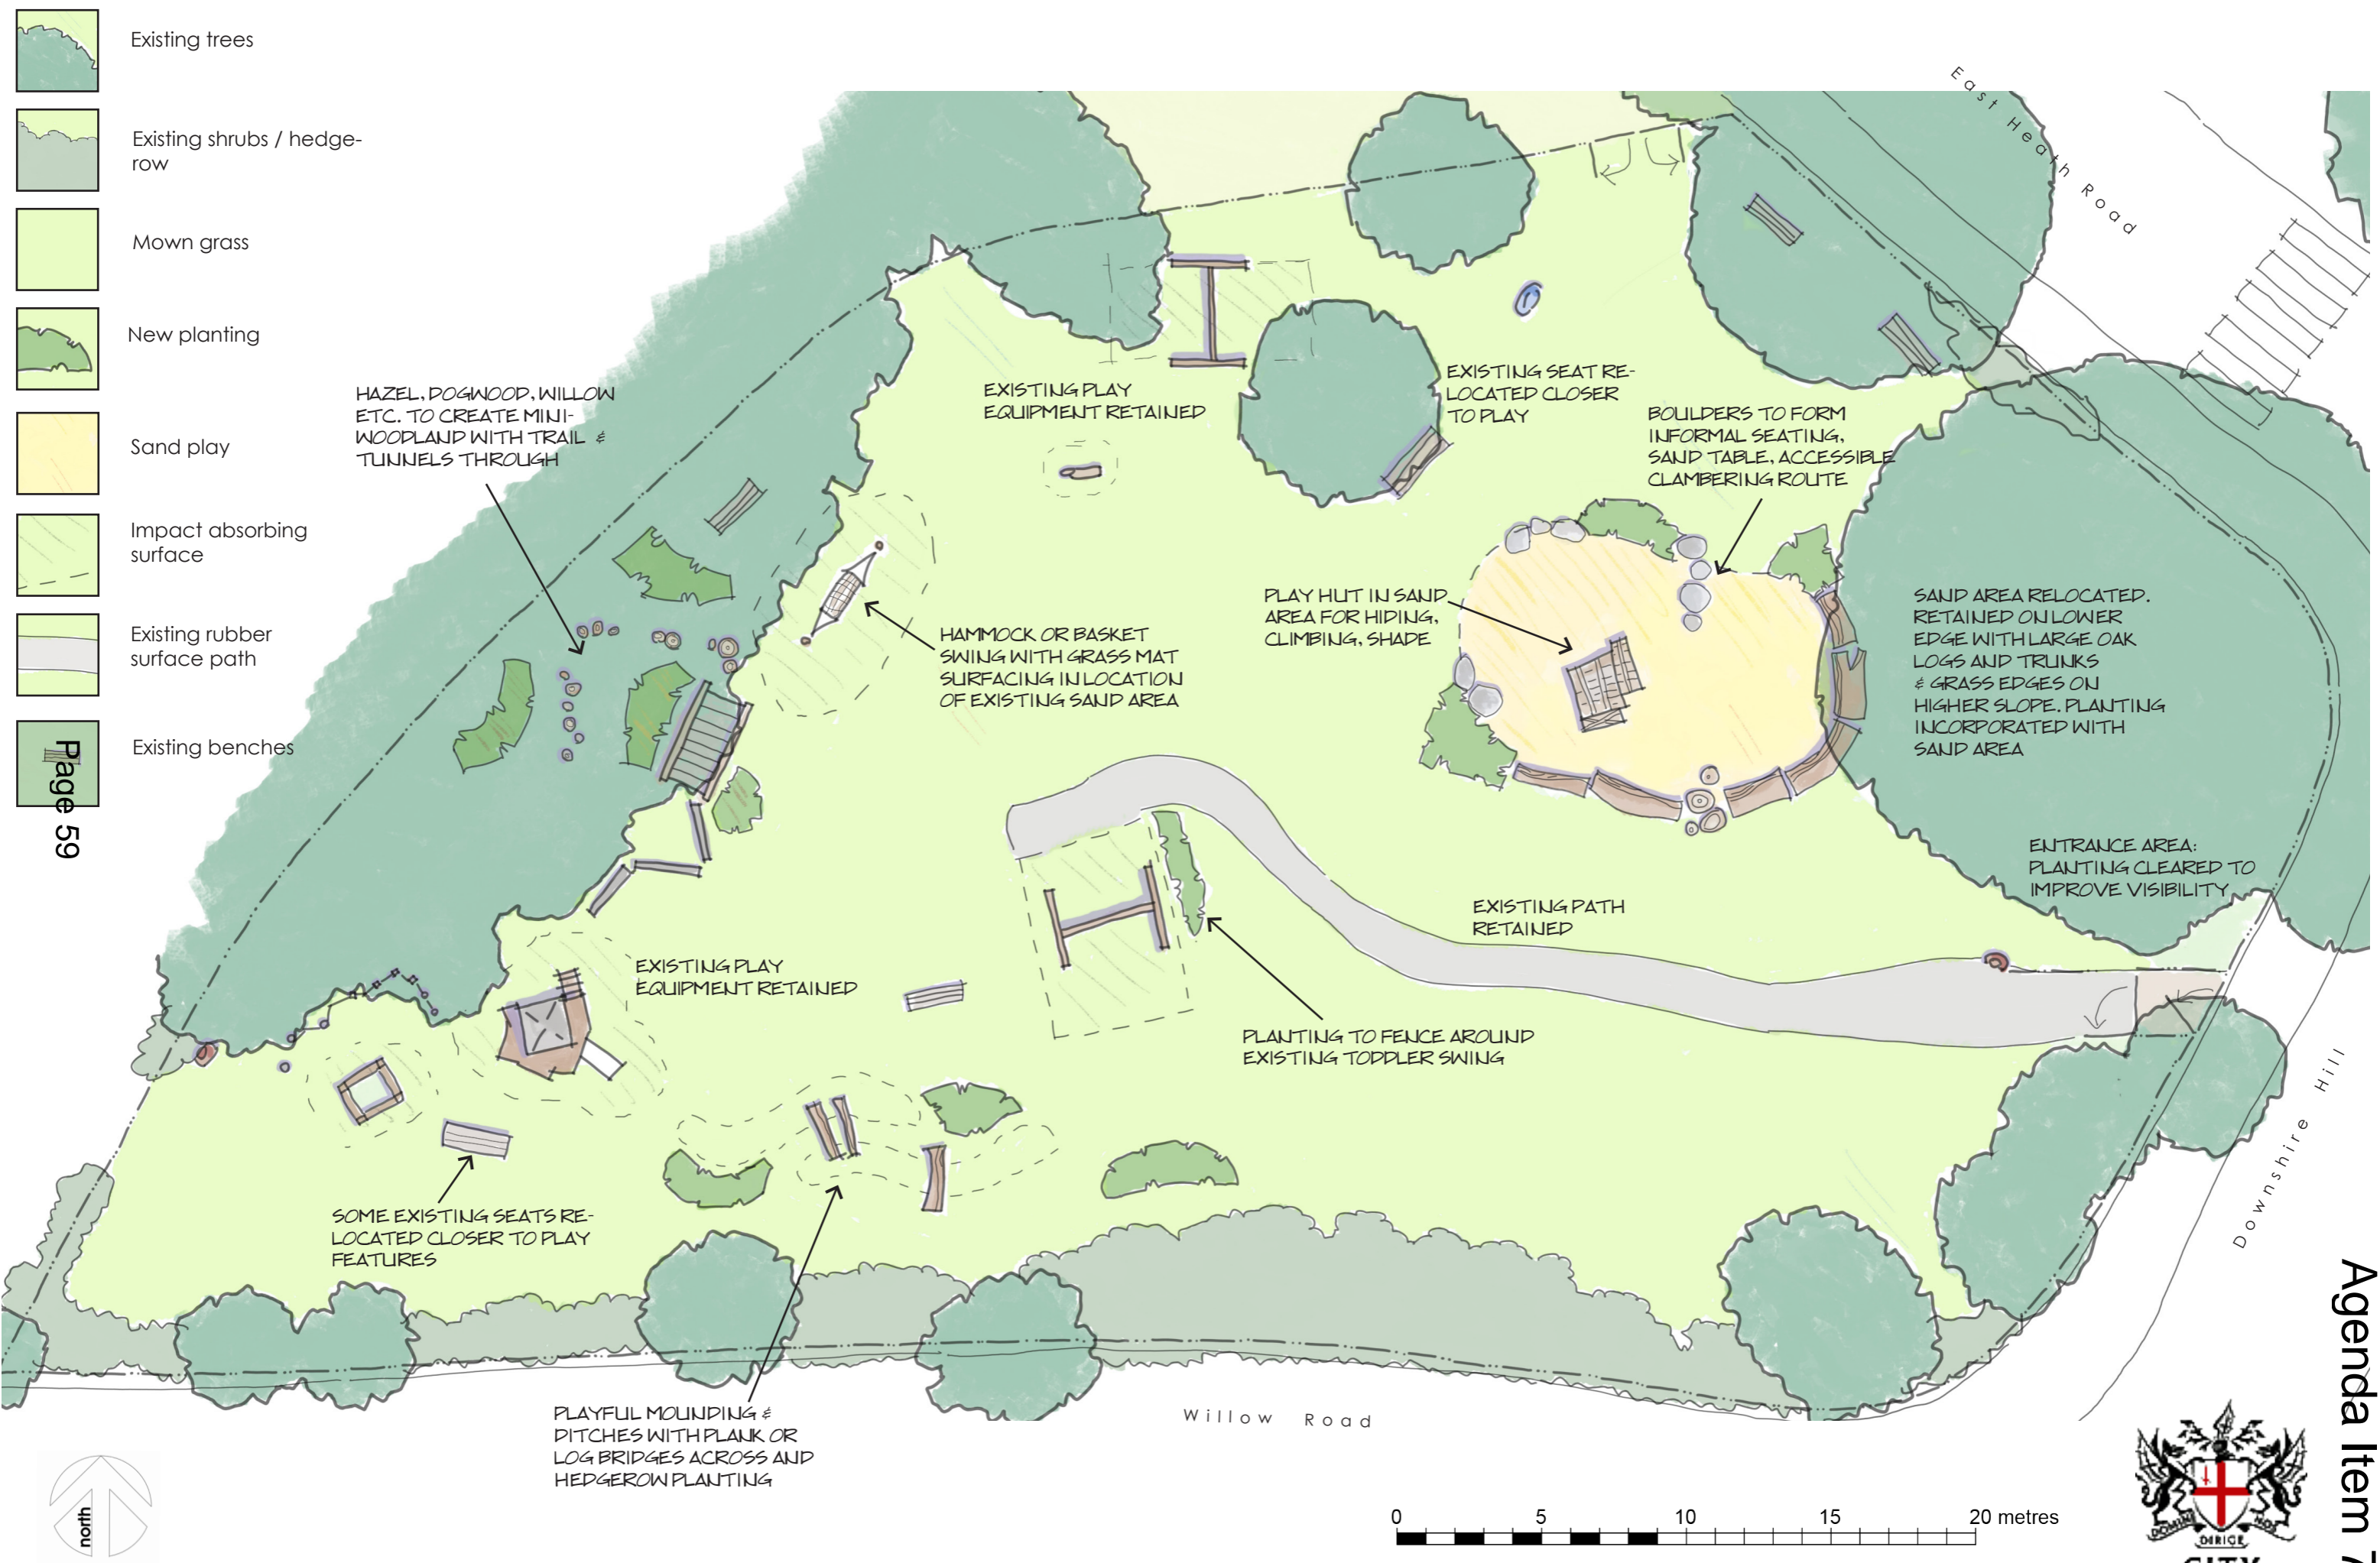 Existing trees
Existing shrubs / hedge-
row
Mown grass
New planting
Sand play
Impact absorbing
surface
Existing rubber
surface path
Existing benches
Page 59
East Heath Road
HAZEL, DOGWOOD, WILLOW
ETC. TO CREATE MINI-
WOODLAND WITH TRAIL &
TUNNELS THROUGH
EXISTING PLAY
EQUIPMENT RETAINED
EXISTING SEAT RE-
LOCATED CLOSER
TO PLAY
BOULDERS TO FORM
INFORMAL SEATING,
SAND TABLE, ACCESSIBLE
CLAMBERING ROUTE
PLAY HUT IN SAND
AREA FOR HIDING,
CLIMBING, SHADE
HAMMOCK OR BASKET
SWING WITH GRASS MAT
SURFACING IN LOCATION
OF EXISTING SAND AREA
SAND AREA RELOCATED.
RETAINED ON LOWER
EDGE WITH LARGE OAK
LOGS AND TRUNKS
& GRASS EDGES ON
HIGHER SLOPE. PLANTING
INCORPORATED WITH
SAND AREA
ENTRANCE AREA:
PLANTING CLEARED TO
IMPROVE VISIBILITY
EXISTING PATH
RETAINED
EXISTING PLAY
EQUIPMENT RETAINED
PLANTING TO FENCE AROUND
EXISTING TODDLER SWING
SOME EXISTING SEATS RE-
LOCATED CLOSER TO PLAY
FEATURES
PLAYFUL MOUNDING &
DITCHES WITH PLANK OR
LOG BRIDGES ACROSS AND
HEDGEROW PLANTING
Willow Road
Downshire Hill
north
0 5 10 15 20 metres
Agenda Item
DOMINE DIRIGE NOS
CITY